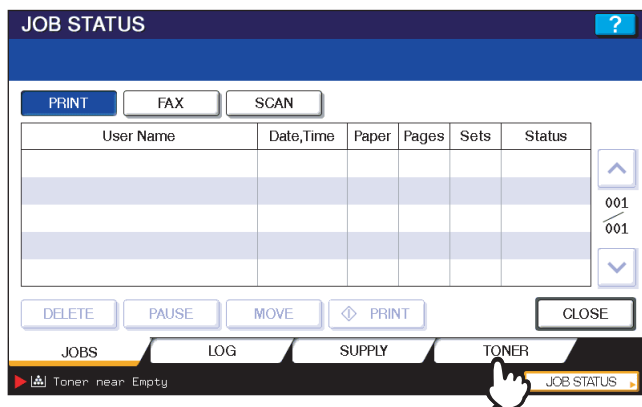 JOB STATUS ?
PRINT FAX SCAN
User Name Date,Time Paper Pages Sets Status
001
001
DELETE PAUSE MOVE PRINT CLOSE
JOBS LOG SUPPLY TONER
Toner near Empty JOB STATUS